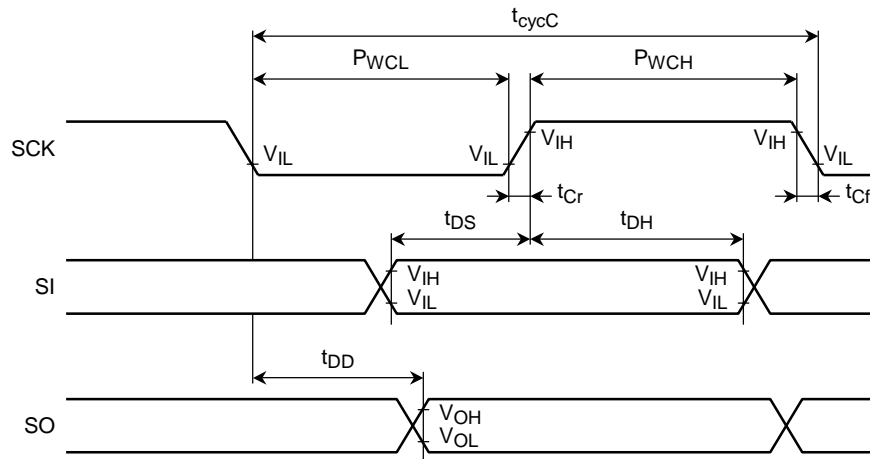 tcycC
PWCL PWCH
SCK VIL VIL VIH VIH VIL
tCr tCf
tDS tDH
SI VIH VIL VIH VIL
tDD
SO VOH VOL